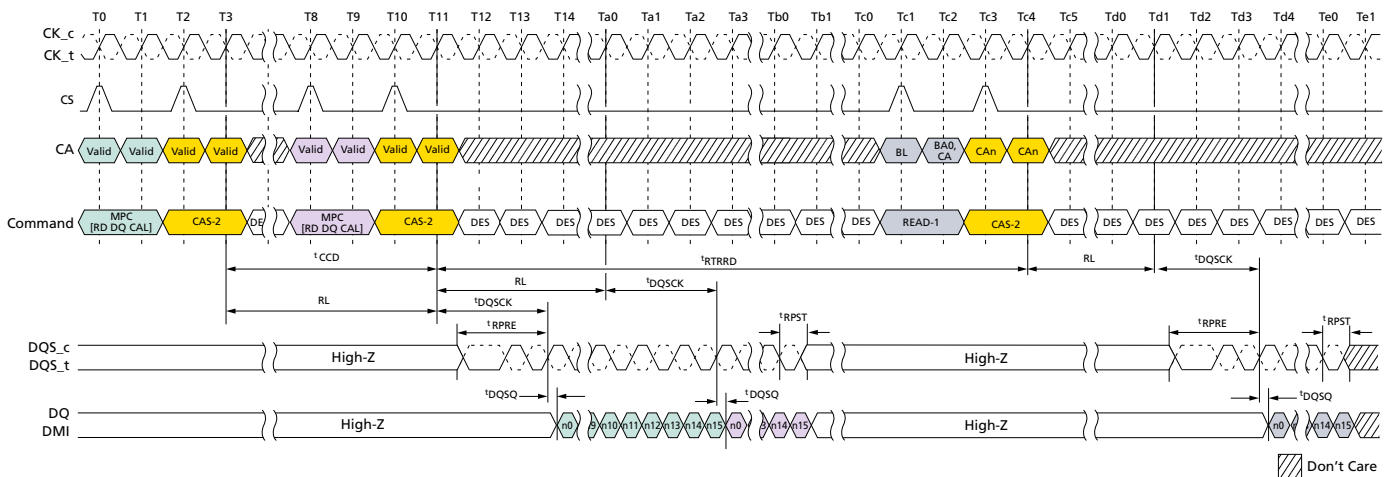 T0 T1 T2 T3 T8 T9 T10 T11 T12 T13 T14 Ta0 Ta1 Ta2 Ta3 Tb0 Tb1 Tc0 Tc1 Tc2 Tc3 Tc4 Tc5 Td0 Td1 Td2 Td3 Td4 Te0 Te1
CK_c
CK_t
CS
CA Valid Valid Valid Valid Valid Valid Valid Valid BL BA0, CA CAn CAn
Command MPC [RD DQ CAL] CAS-2 DE MPC [RD DQ CAL] CAS-2 DES DES DES DES DES DES DES DES DES DES READ-1 CAS-2 DES DES DES DES DES DES DES DES
tCCD tRTRRD RL tDQSCK
RL tDQSCK
RL tDQSCK
tRPRE tRPST tRPRE tRPST
DQS_c
DQS_t
High-Z High-Z
tDQSQ tDQSQ tDQSQ
DQ
DMI
High-Z n0 9 n10 n11 n12 n13 n14 n15 n0 3 n14 n15 High-Z n0 n14 n15
Don't Care